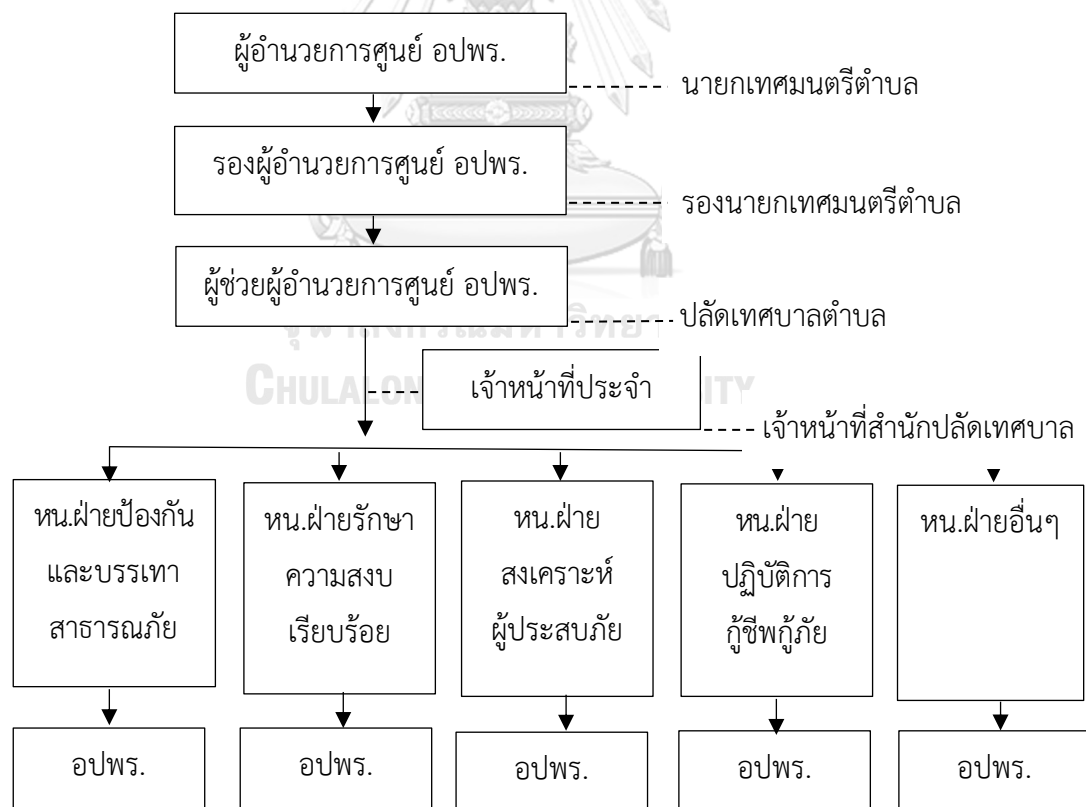 ผู้อำนวยการศูนย์ อปพร.
นายกเทศมนตรีตำบล
รองผู้อำนวยการศูนย์ อปพร.
รองนายกเทศมนตรีตำบล
ผู้ช่วยผู้อำนวยการศูนย์ อปพร.
ปลัดเทศบาลตำบล
เจ้าหน้าที่ประจำ
เจ้าหน้าที่สำนักปลัดเทศบาล
หน.ฝ่ายป้องกัน
และบรรเทา
สาธารณภัย
หน.ฝ่ายรักษา
ความสงบ
เรียบร้อย
หน.ฝ่าย
สงเคราะห์
ผู้ประสบภัย
หน.ฝ่าย
ปฏิบัติการ
กู้ชีพกู้ภัย
หน.ฝ่ายอื่นๆ
อปพร.
อปพร.
อปพร.
อปพร.
อปพร.